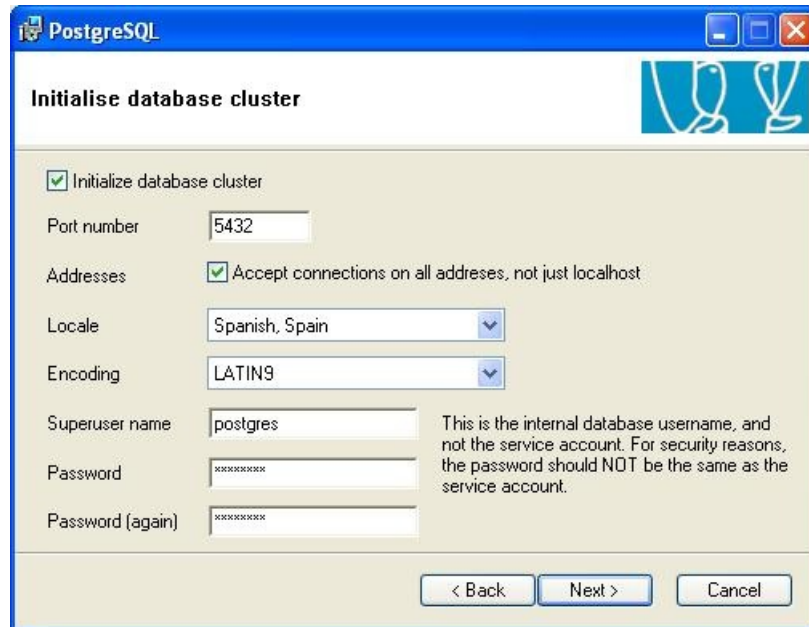 PostgreSQL
Initialise database cluster
Initialize database cluster
Port number 5432
Addresses Accept connections on all addreses, not just localhost
Locale Spanish, Spain
Encoding LATIN9
Superuser name postgres
This is the internal database username, and
not the service account. For security reasons,
the password should NOT be the same as the
service account.
Password ********
Password (again) ********
< Back Next > Cancel